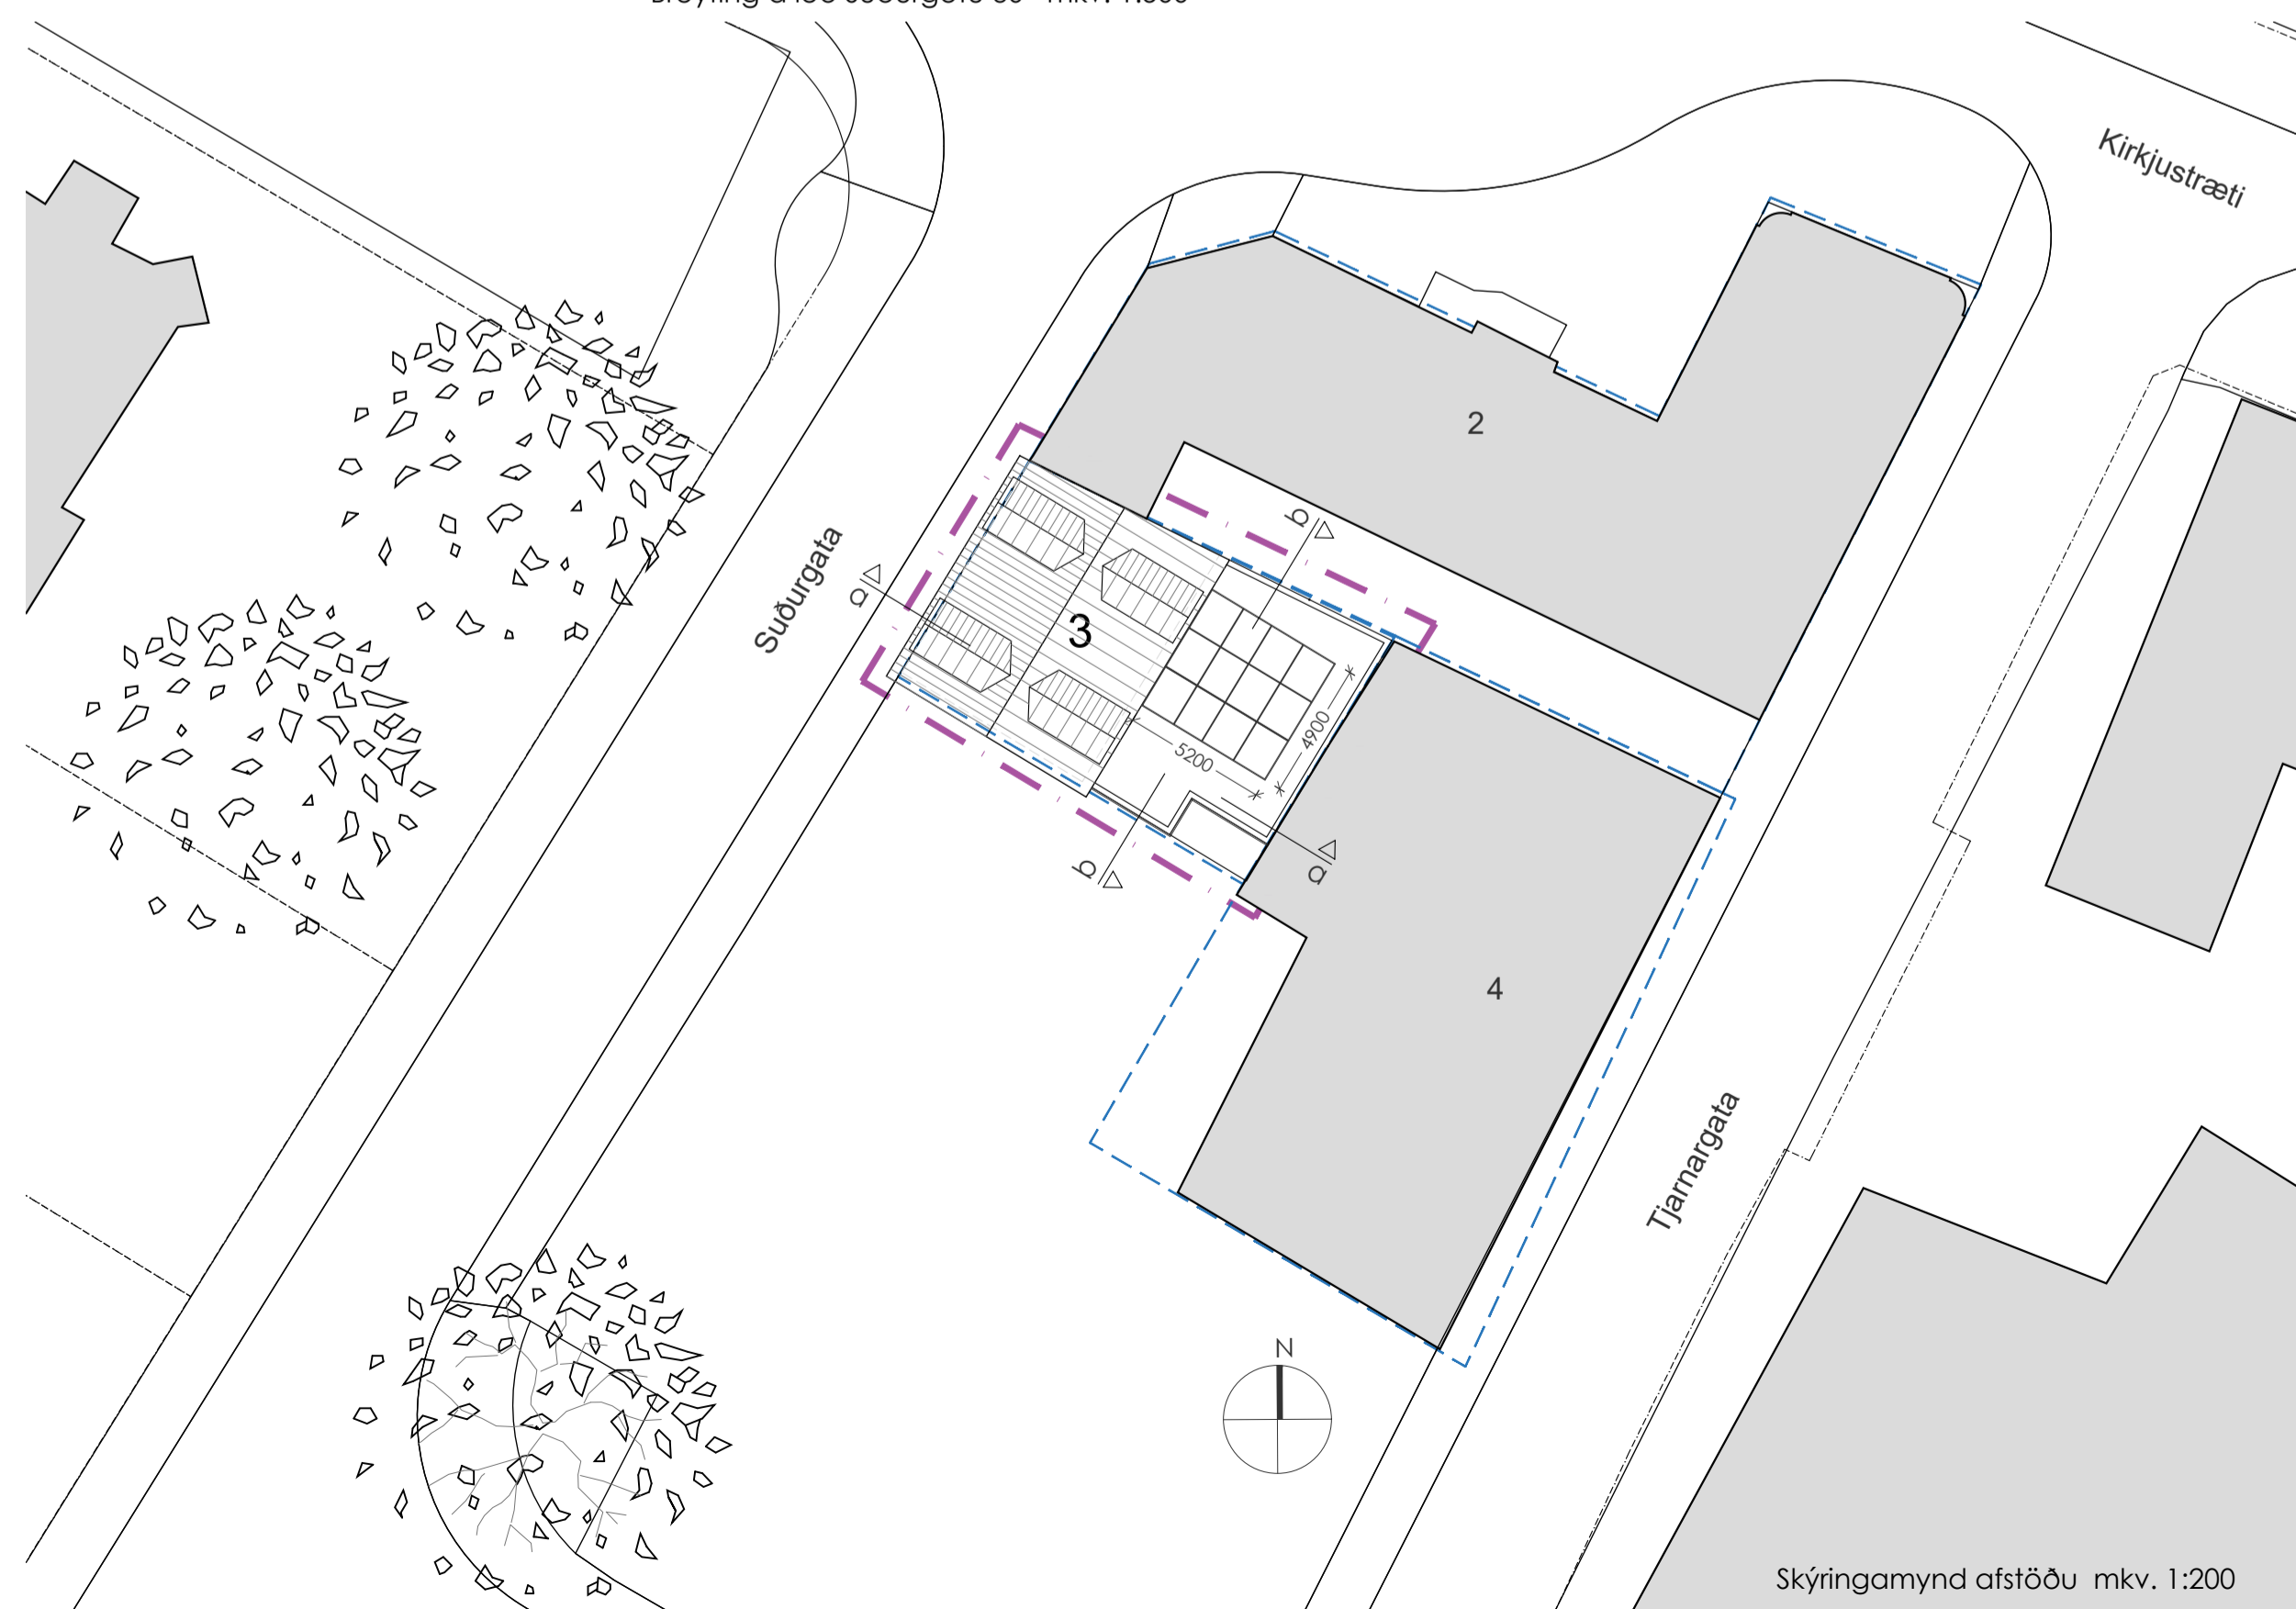 Kirkjustræti
2
b
Suðurgata
a
3
4900
5200
b
a
4
Tjarnargata
N
Skýringamynd afstöðu mkv. 1:200